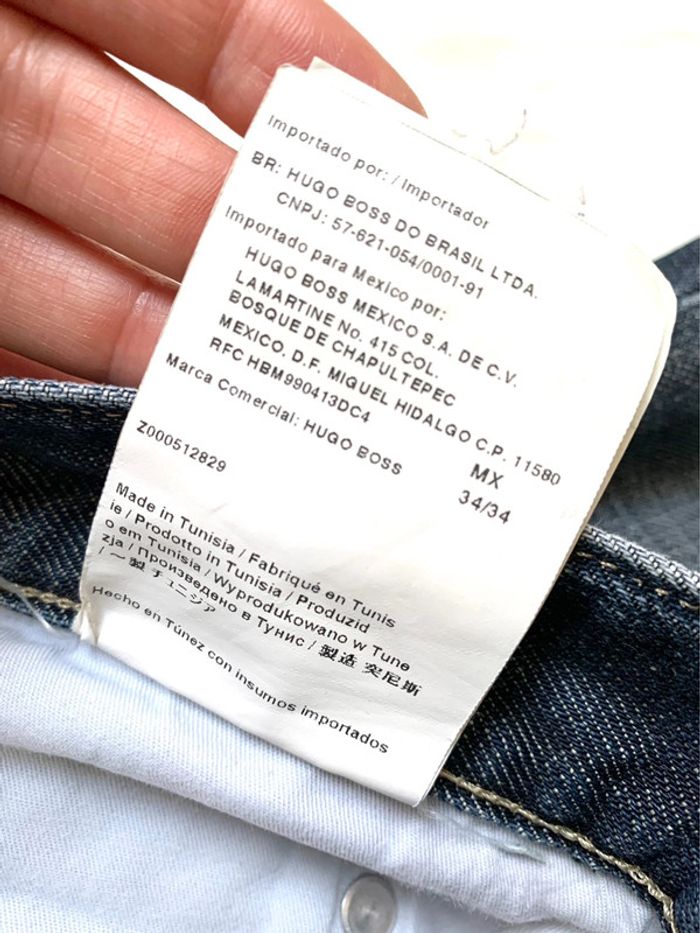 Importado por: / Importador
BR: HUGO BOSS DO BRASIL LTDA.
CNPJ: 57-621-054/0001-91
Importado para Mexico por:
HUGO BOSS MEXICO S.A. DE C.V.
LAMARTINE No. 415 COL.
BOSQUE DE CHAPULTEPEC
MEXICO, D.F. MIGUEL HIDALGO C.P. 11580
RFC HBM990413DC4
Marca Comercial: HUGO BOSS
MX
34/34
Z000512829
Made in Tunisia / Fabriqué en Tunis
ie / Prodotto in Tunisia / Produzid
o em Tunisia / Wyprodukowano w Tune
zja / Произведено в Тунис / 製造 突尼斯
/ ~ 製 チュニジア
Hecho en Túnez con insumos importados